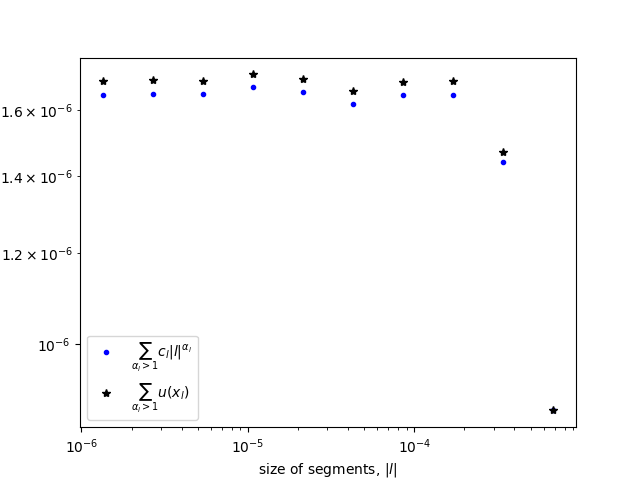 1.6 × 10⁻⁶
1.4 × 10⁻⁶
1.2 × 10⁻⁶
10⁻⁶
∑ c_l|l|^{α_l}
α_l>1
∑ u(x_l)
α_l>1
10⁻⁶ 10⁻⁵ 10⁻⁴
size of segments, |l|